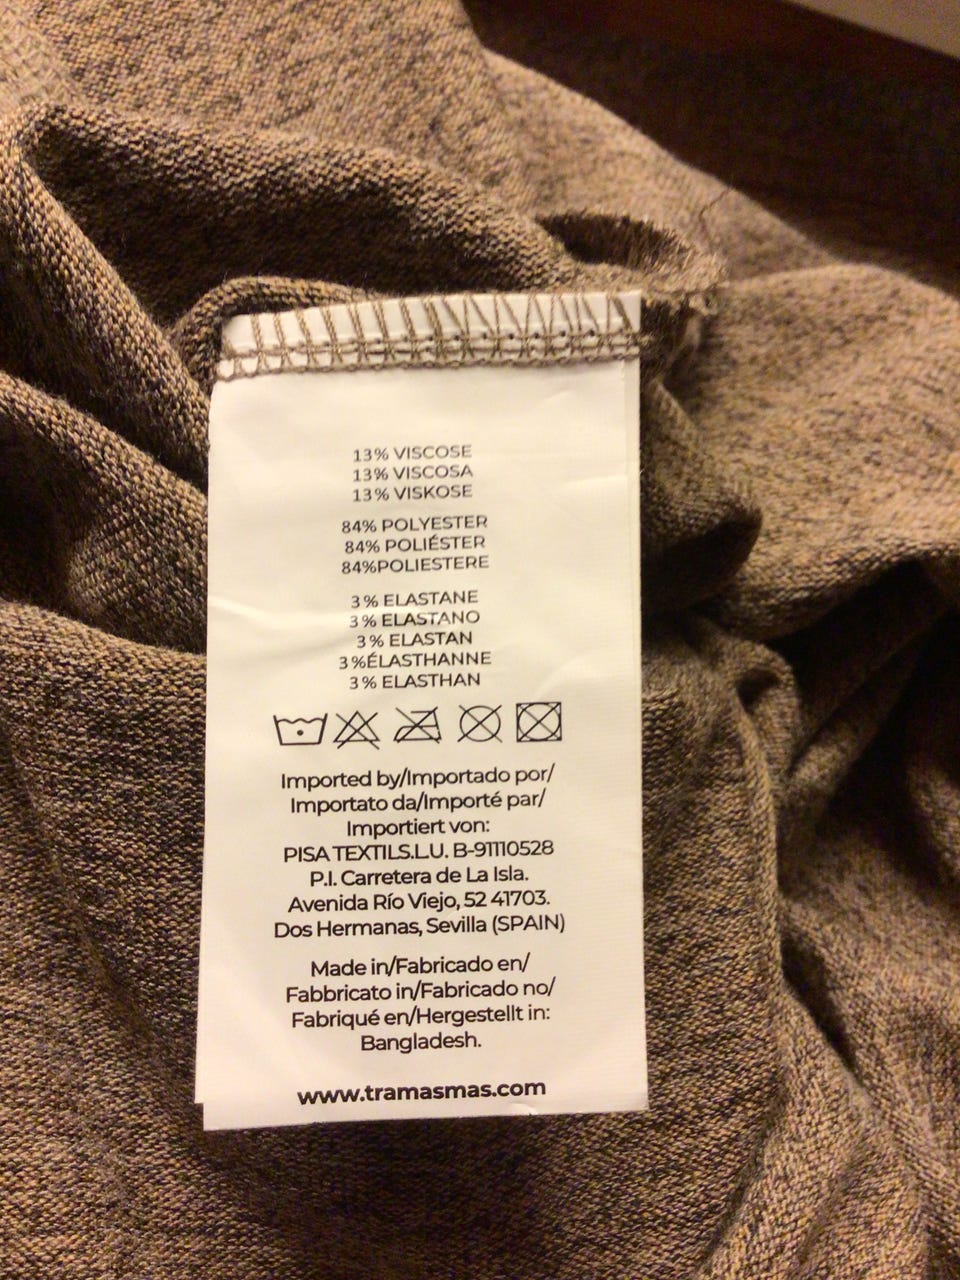 13% VISCOSE
13% VISCOSA
13% VISKOSE
84% POLYESTER
84% POLIÉSTER
84%POLIESTERE
3% ELASTANE
3% ELASTANO
3% ELASTAN
3%ÉLASTHANNE
3% ELASTHAN
Imported by/Importado por/
Importato da/Importé par/
Importiert von:
PISA TEXTILS.L.U. B-91110528
P.I. Carretera de La Isla.
Avenida Río Viejo, 52 41703.
Dos Hermanas, Sevilla (SPAIN)
Made in/Fabricado en/
Fabbricato in/Fabricado no/
Fabriqué en/Hergestellt in:
Bangladesh.
www.tramasmas.com